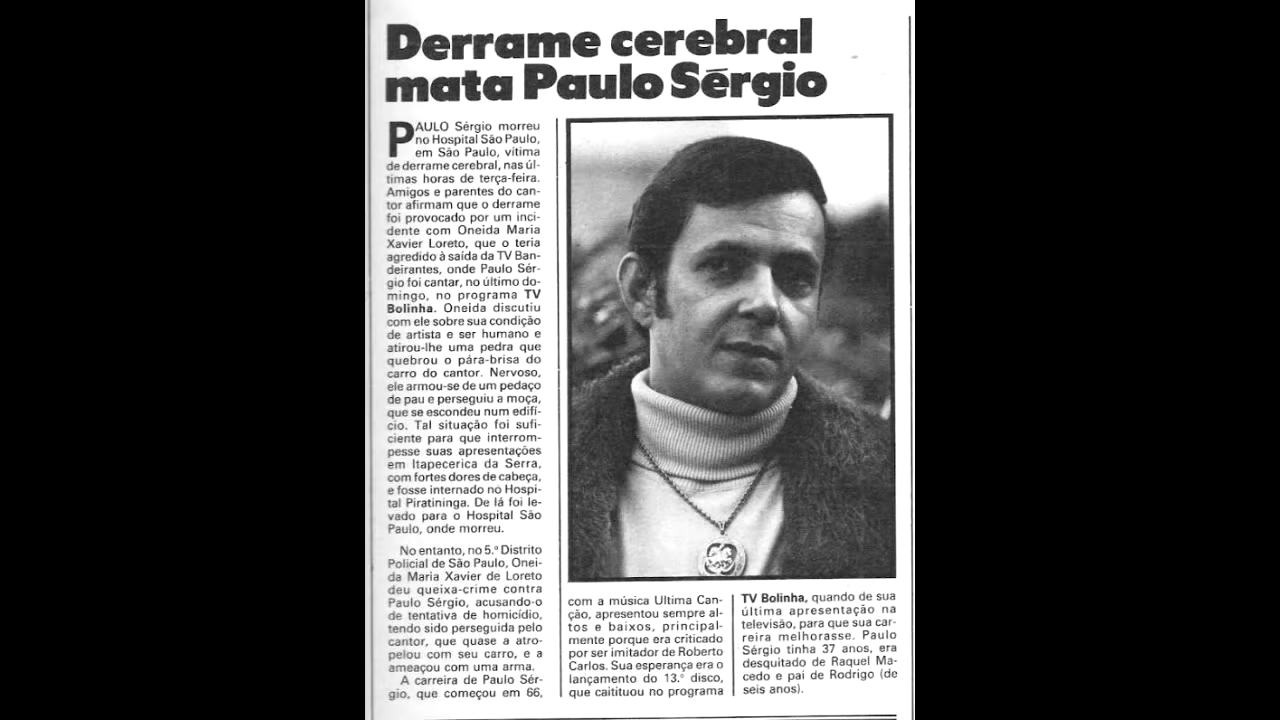 Derrame cerebral
mata Paulo Sérgio
PAULO Sérgio morreu
no Hospital São Paulo,
em São Paulo, vítima
de derrame cerebral, nas úl-
timas horas de terça-feira.
Amigos e parentes do can-
tor afirmam que o derrame
foi provocado por um inci-
dente com Oneida Maria
Xavier Loreto, que o teria
agredido à saída da TV Ban-
deirantes, onde Paulo Sér-
gio foi cantar, no último do-
mingo, no programa TV
Bolinha. Oneida discutiu
com ele sobre sua condição
de artista e ser humano e
atirou-lhe uma pedra que
quebrou o pára-brisa do
carro do cantor. Nervoso,
ele armou-se de um pedaço
de pau e perseguiu a moça,
que se escondeu num edifí-
cio. Tal situação foi sufi-
ciente para que interrom-
pesse suas apresentações
em Itapecerica da Serra,
com fortes dores de cabeça,
e fosse internado no Hospi-
tal Piratininga. De lá foi le-
vado para o Hospital São
Paulo, onde morreu.
No entanto, no 5.º Distrito
Policial de São Paulo, Onei-
da Maria Xavier de Loreto
deu queixa-crime contra
Paulo Sérgio, acusando-o
de tentativa de homicídio,
tendo sido perseguida pelo
cantor, que quase a atro-
pelou com seu carro, e a
ameaçou com uma arma.
A carreira de Paulo Sér-
gio, que começou em 66,
com a música Ultima Can-
ção, apresentou sempre al-
tos e baixos, principal-
mente porque era criticado
por ser imitador de Roberto
Carlos. Sua esperança era o
lançamento do 13.º disco,
que caitituou no programa
TV Bolinha, quando de sua
última apresentação na
televisão, para que sua car-
reira melhorasse. Paulo
Sérgio tinha 37 anos, era
desquitado de Raquel Ma-
cedo e pai de Rodrigo (de
seis anos).